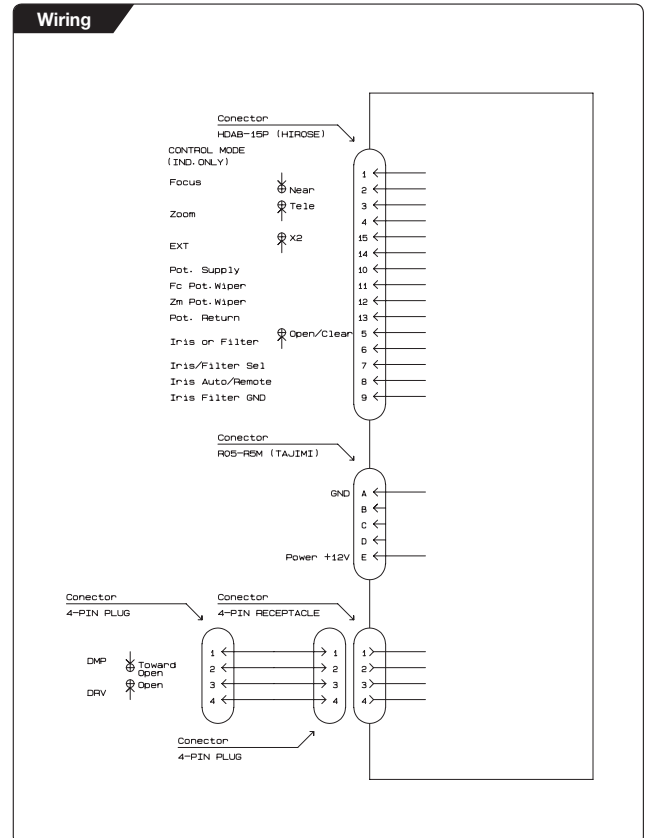 Wiring
Conector
HDAB-15P (HIROSE)
CONTROL MODE
(IND. ONLY)
1
Focus
Near
2
Tele
3
Zoom
4
X2
15
EXT
14
Pot. Supply
10
Fc Pot. Wiper
11
Zm Pot. Wiper
12
Pot. Return
13
Open/Clear
5
Iris or Filter
6
Iris/Filter Sel
7
Iris Auto/Remote
8
Iris Filter GND
9
Conector
R05-R5M (TAJIMI)
GND A
B
C
D
Power +12V E
Conector Conector
4-PIN PLUG 4-PIN RECEPTACLE
1 1 1
DMP Toward
Open
2 2 2
DRV Open
3 3 3
4 4 4
Conector
4-PIN PLUG